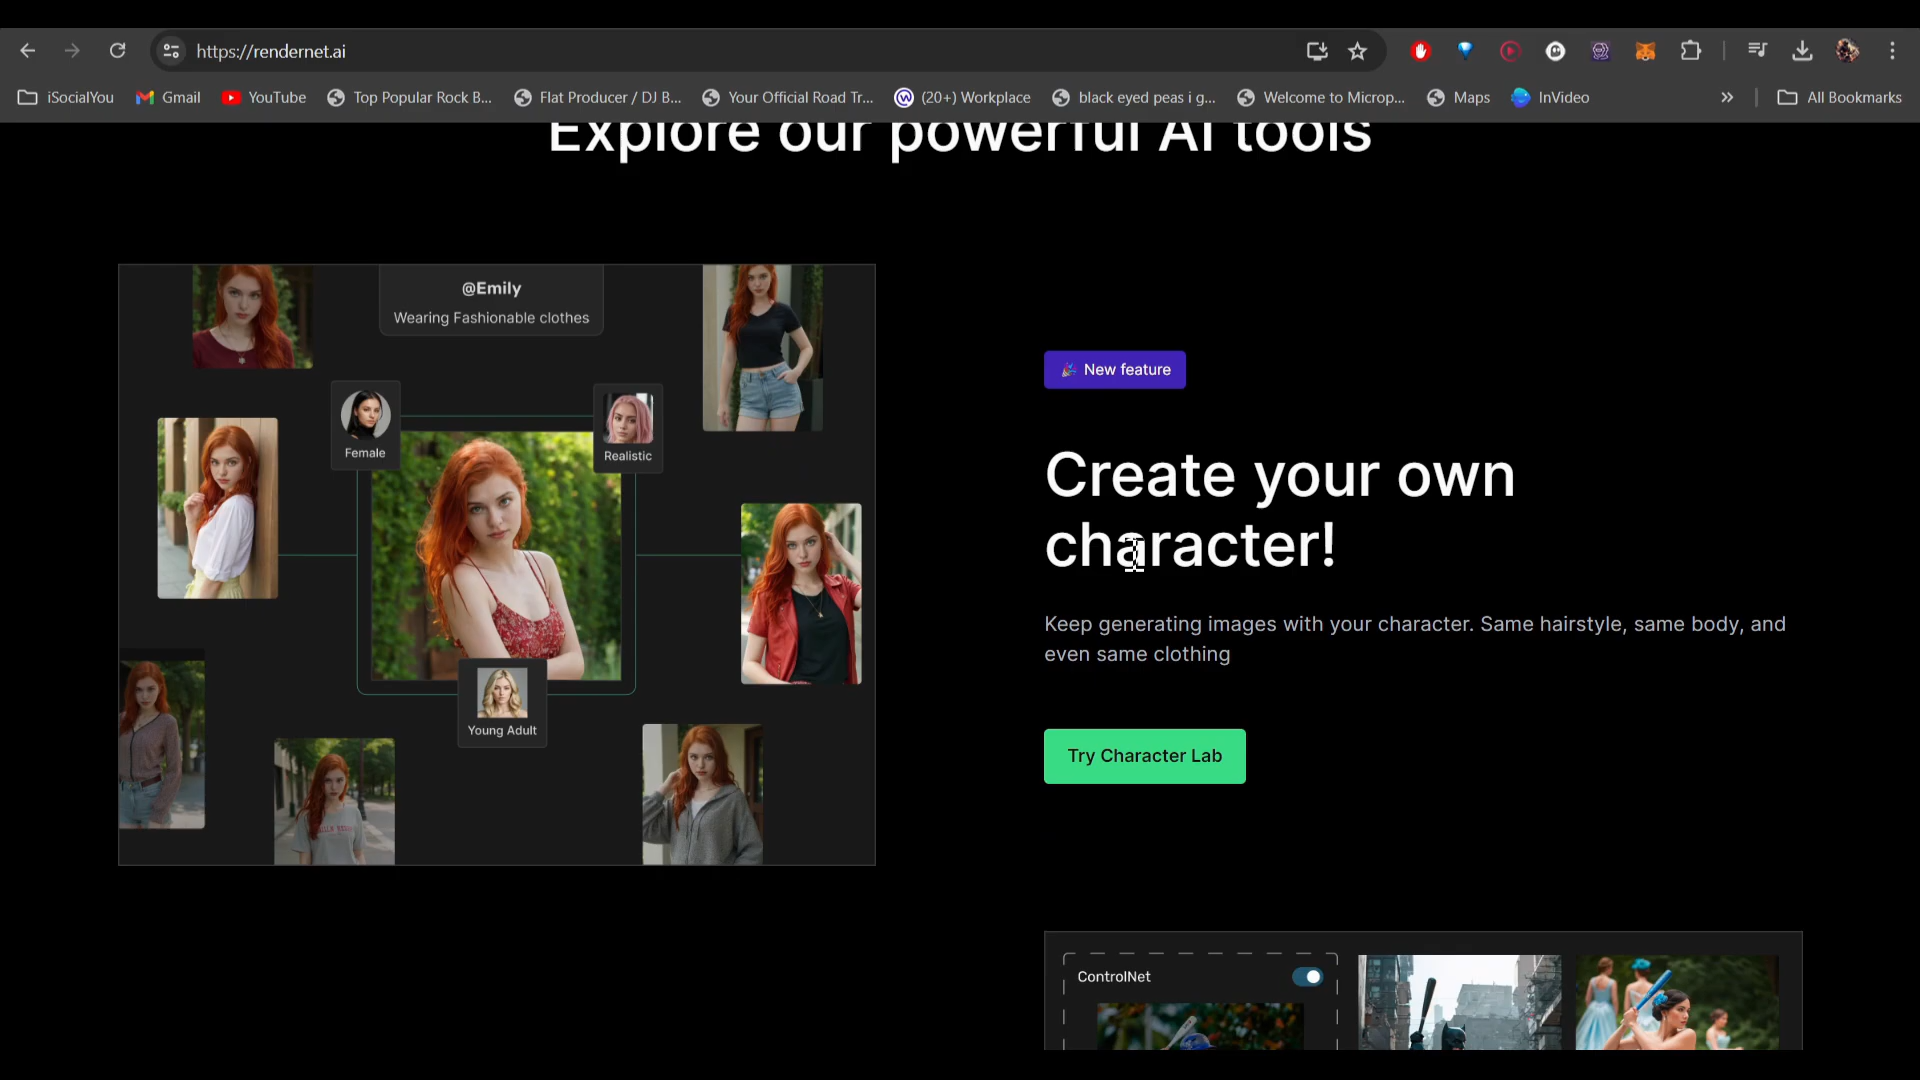 https://rendernet.ai
iSocialYou
Gmail
YouTube
Top Popular Rock B...
Flat Producer / DJ B...
Your Official Road Tr...
(20+) Workplace
black eyed peas i g...
Welcome to Microp...
Maps
InVideo
All Bookmarks
Explore our powerful AI tools
@Emily
Wearing Fashionable clothes
Female
Realistic
Young Adult
New feature
Create your own
character!
Keep generating images with your character. Same hairstyle, same body, and
even same clothing
Try Character Lab
ControlNet